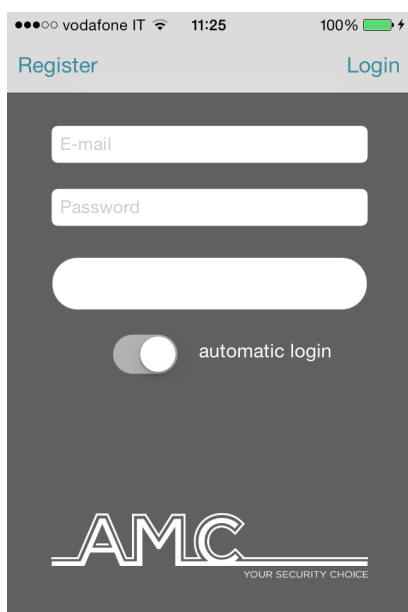 ●●●○○ vodafone IT 11:25 100%
Register Login
E-mail
Password
automatic login
AMC
YOUR SECURITY CHOICE